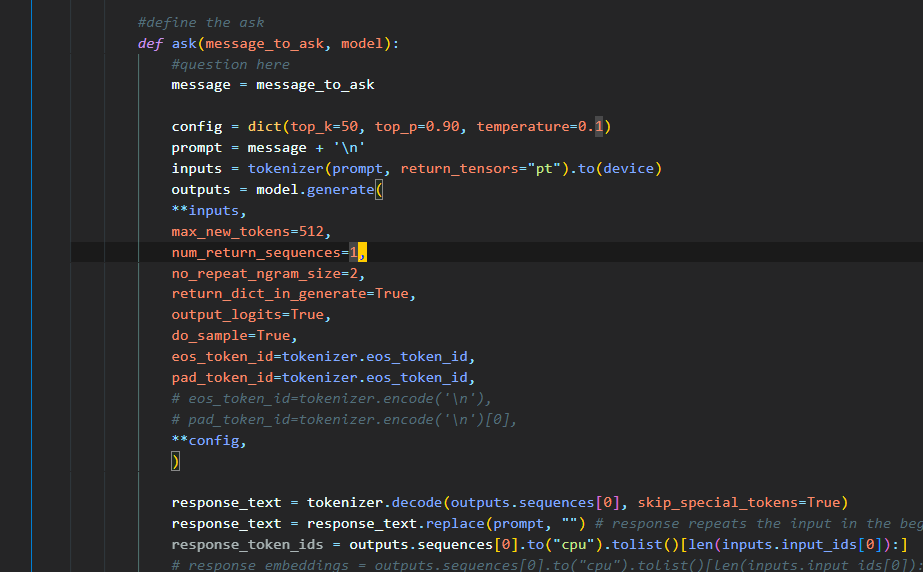 #define the ask
def ask(message_to_ask, model):
#question here
message = message_to_ask
config = dict(top_k=50, top_p=0.90, temperature=0.1)
prompt = message + '\n'
inputs = tokenizer(prompt, return_tensors="pt").to(device)
outputs = model.generate(
**inputs,
max_new_tokens=512,
num_return_sequences=1,
no_repeat_ngram_size=2,
return_dict_in_generate=True,
output_logits=True,
do_sample=True,
eos_token_id=tokenizer.eos_token_id,
pad_token_id=tokenizer.eos_token_id,
# eos_token_id=tokenizer.encode('\n'),
# pad_token_id=tokenizer.encode('\n')[0],
**config,
)
response_text = tokenizer.decode(outputs.sequences[0], skip_special_tokens=True)
response_text = response_text.replace(prompt, "") # response repeats the input in the beg
response_token_ids = outputs.sequences[0].to("cpu").tolist()[len(inputs.input_ids[0]):]
# response_embeddings = outputs.sequences[0].to("cpu").tolist()[len(inputs.input_ids[0]):